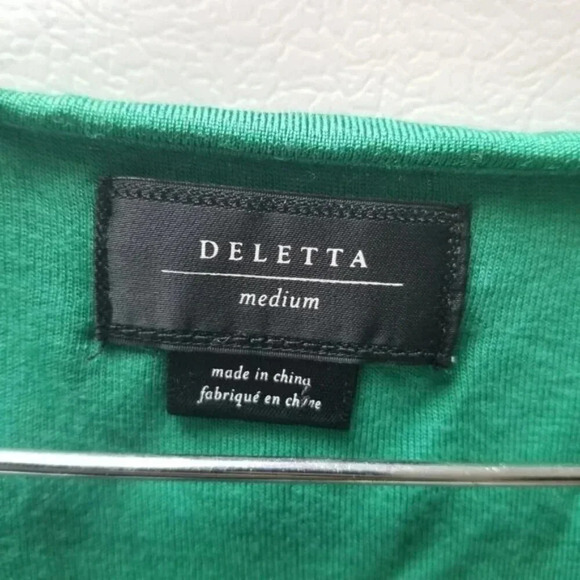 DELETTA
medium
made in china
fabriqué en chine